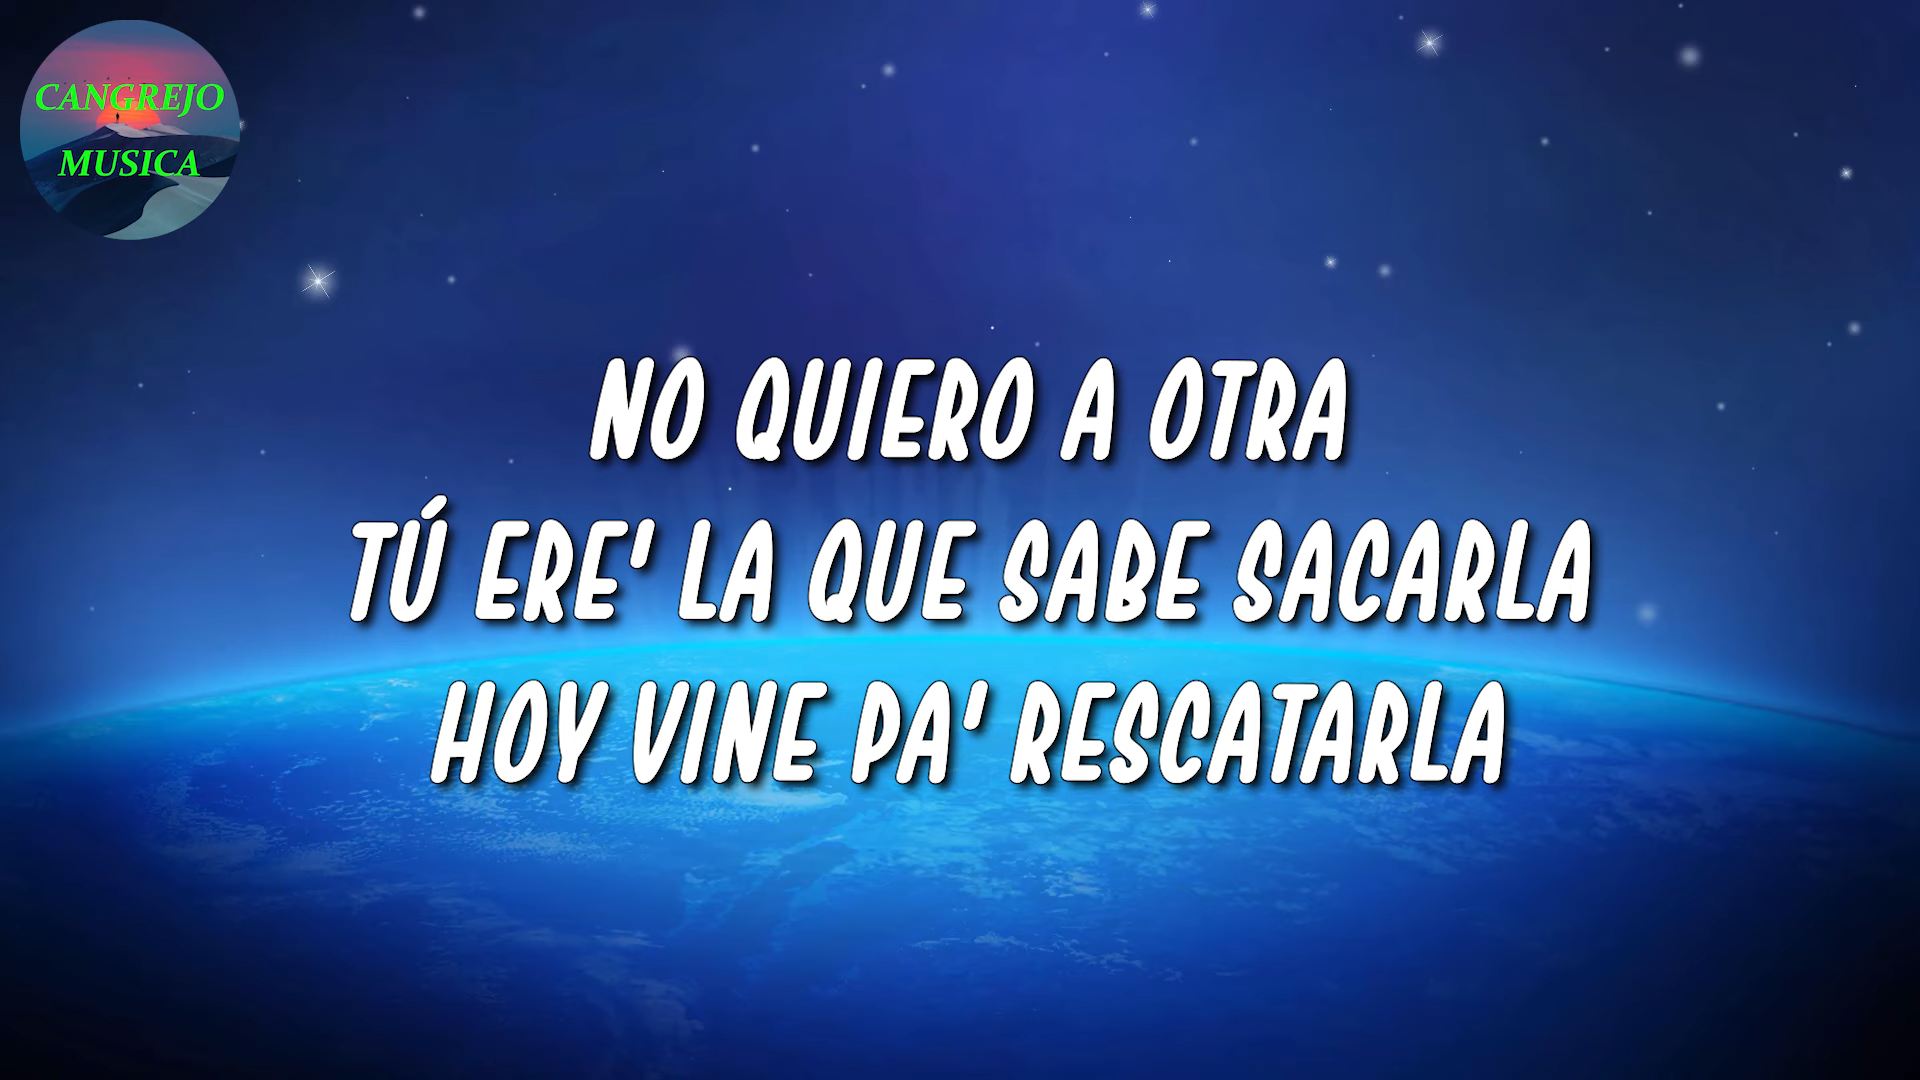 CANGREJO
MUSICA
NO QUIERO A OTRA
TÚ ERE' LA QUE SABE SACARLA
HOY VINE PA' RESCATARLA